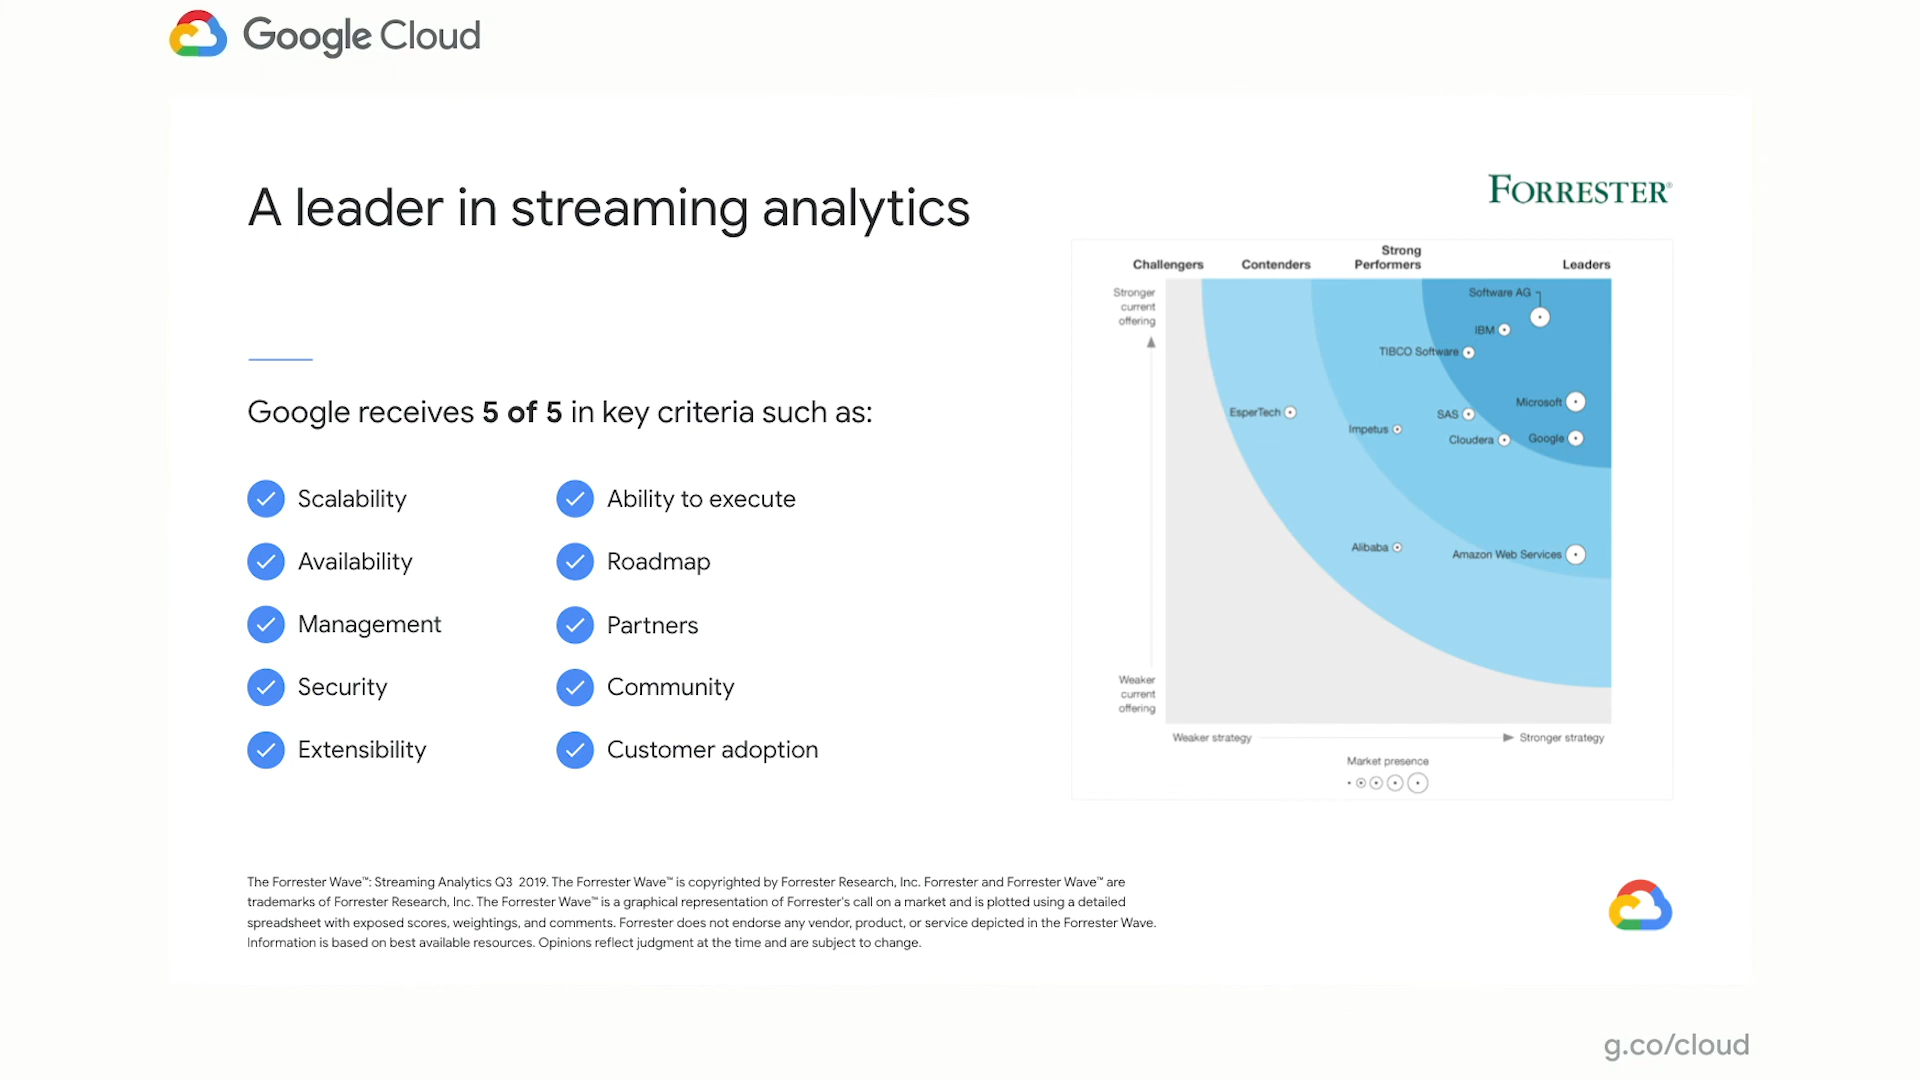 Google Cloud
A leader in streaming analytics
Google receives 5 of 5 in key criteria such as:
Scalability
Availability
Management
Security
Extensibility
Ability to execute
Roadmap
Partners
Community
Customer adoption
FORRESTER®
Challengers
Contenders
Strong
Performers
Leaders
Stronger
current
offering
Software AG
IBM
TIBCO Software
Microsoft
EsperTech
SAS
Impetus
Cloudera
Google
Alibaba
Amazon Web Services
Weaker
current
offering
Weaker strategy
Stronger strategy
Market presence
The Forrester Wave™: Streaming Analytics Q3 2019. The Forrester Wave™ is copyrighted by Forrester Research, Inc. Forrester and Forrester Wave™ are
trademarks of Forrester Research, Inc. The Forrester Wave™ is a graphical representation of Forrester's call on a market and is plotted using a detailed
spreadsheet with exposed scores, weightings, and comments. Forrester does not endorse any vendor, product, or service depicted in the Forrester Wave.
Information is based on best available resources. Opinions reflect judgment at the time and are subject to change.
g.co/cloud